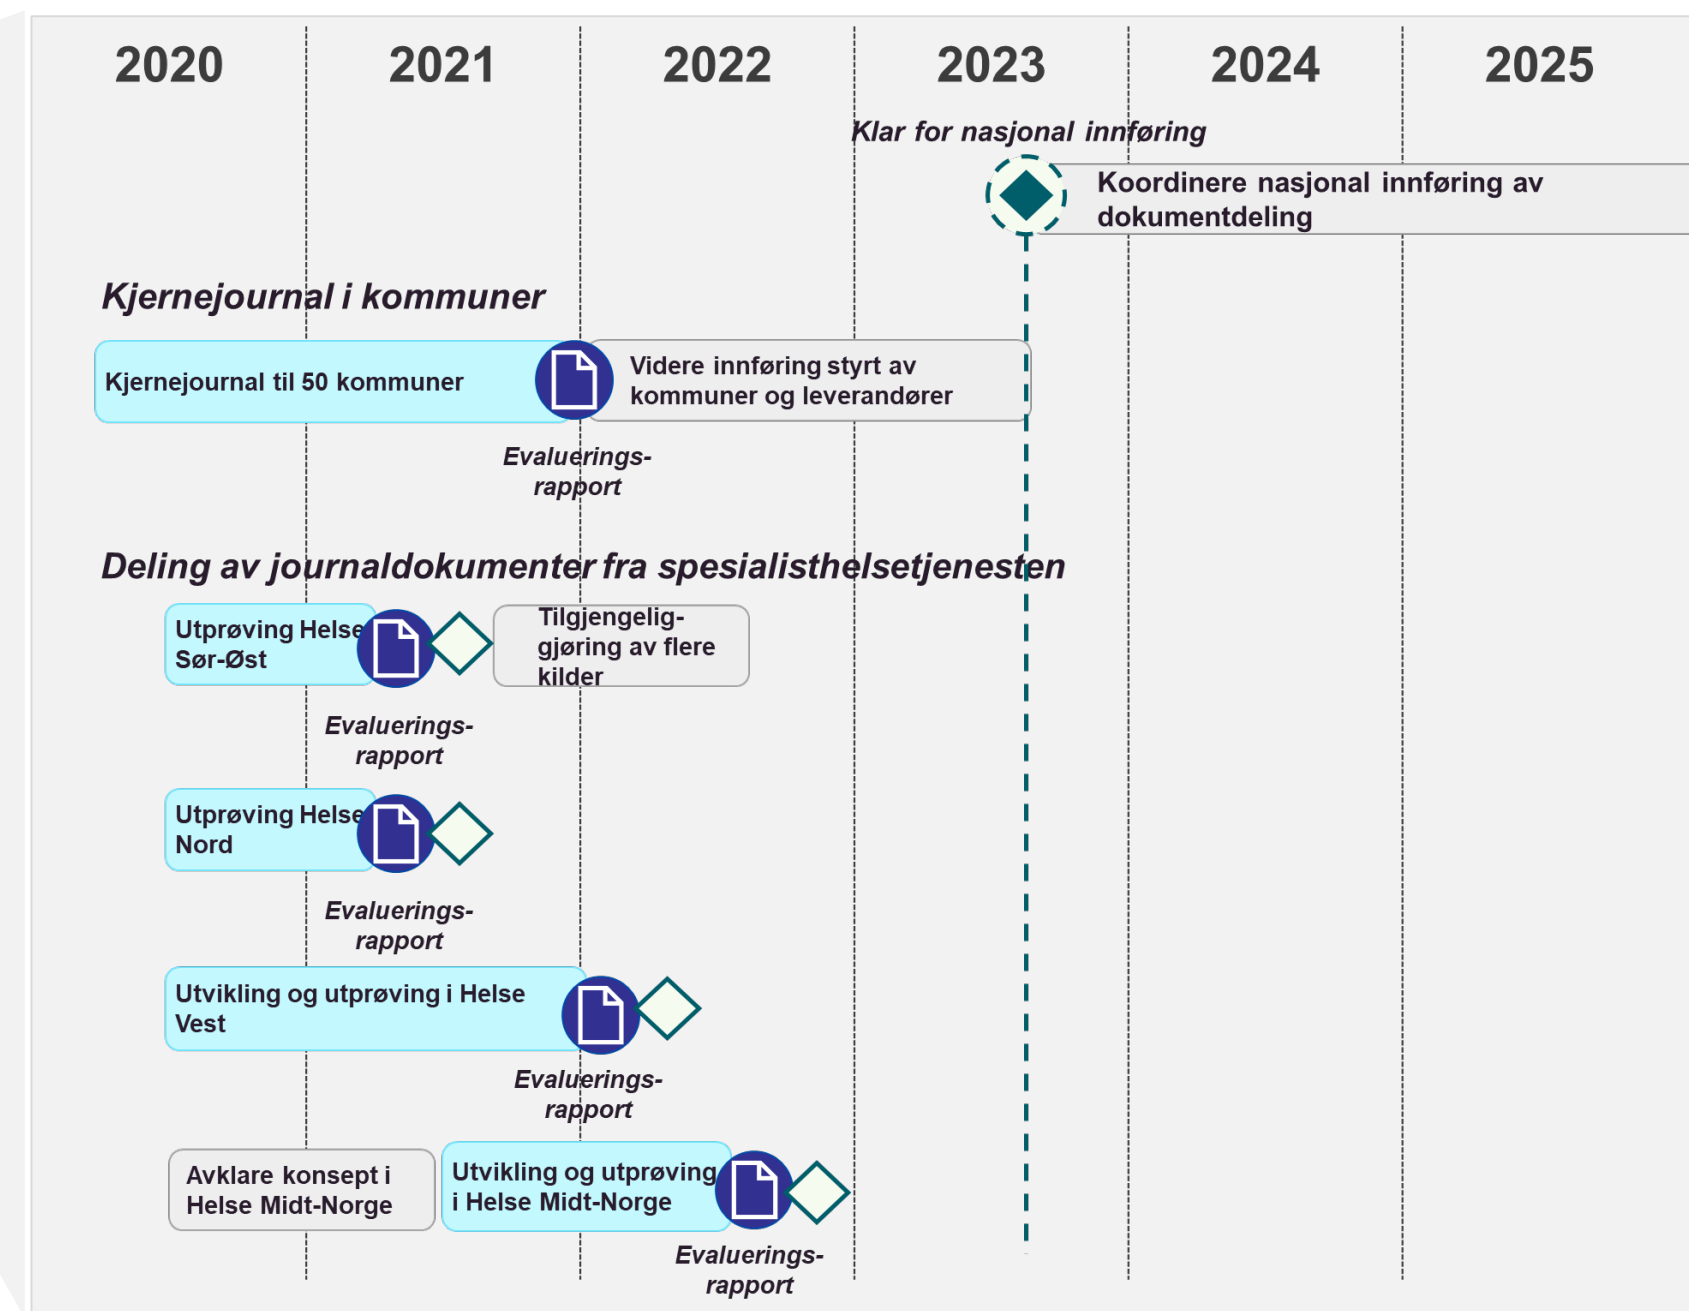 2020 2021 2022 2023 2024 2025
Klar for nasjonal innføring
Koordinere nasjonal innføring av
dokumentdeling
Kjernejournal i kommuner
Kjernejournal til 50 kommuner
Videre innføring styrt av
kommuner og leverandører
Evaluerings-
rapport
Deling av journaldokumenter fra spesialisthelsetjenesten
Utprøving Helse
Sør-Øst
Tilgjengelig-
gjøring av flere
kilder
Evaluerings-
rapport
Utprøving Helse
Nord
Evaluerings-
rapport
Utvikling og utprøving i Helse
Vest
Evaluerings-
rapport
Avklare konsept i
Helse Midt-Norge
Utvikling og utprøving
i Helse Midt-Norge
Evaluerings-
rapport